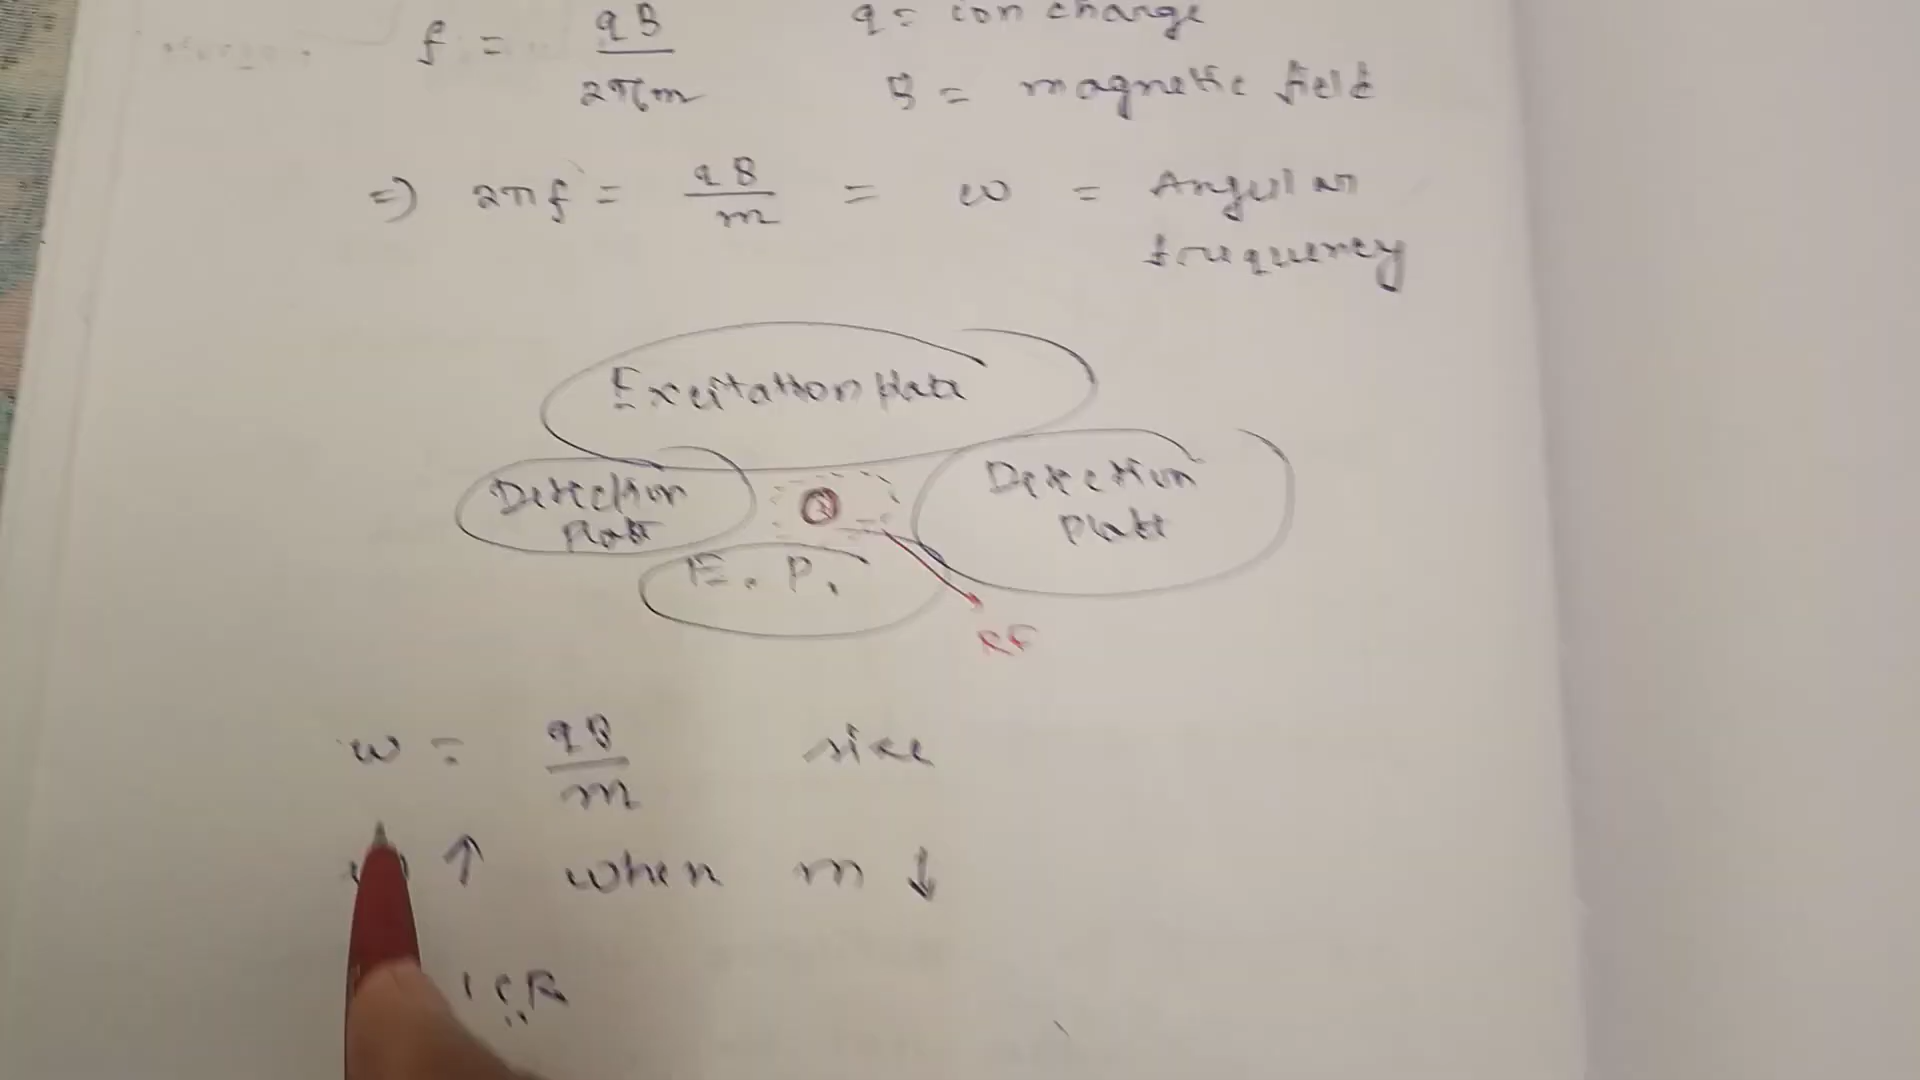 f = qB / 2πm q = ion charge
B = magnetic field
=) 2πf = qB / m = w = Angular
frequency
Excitation plate
Detection
plate
Detection
plate
E. P.
RF
w = qB / m size
↑ when m ↓
ICR